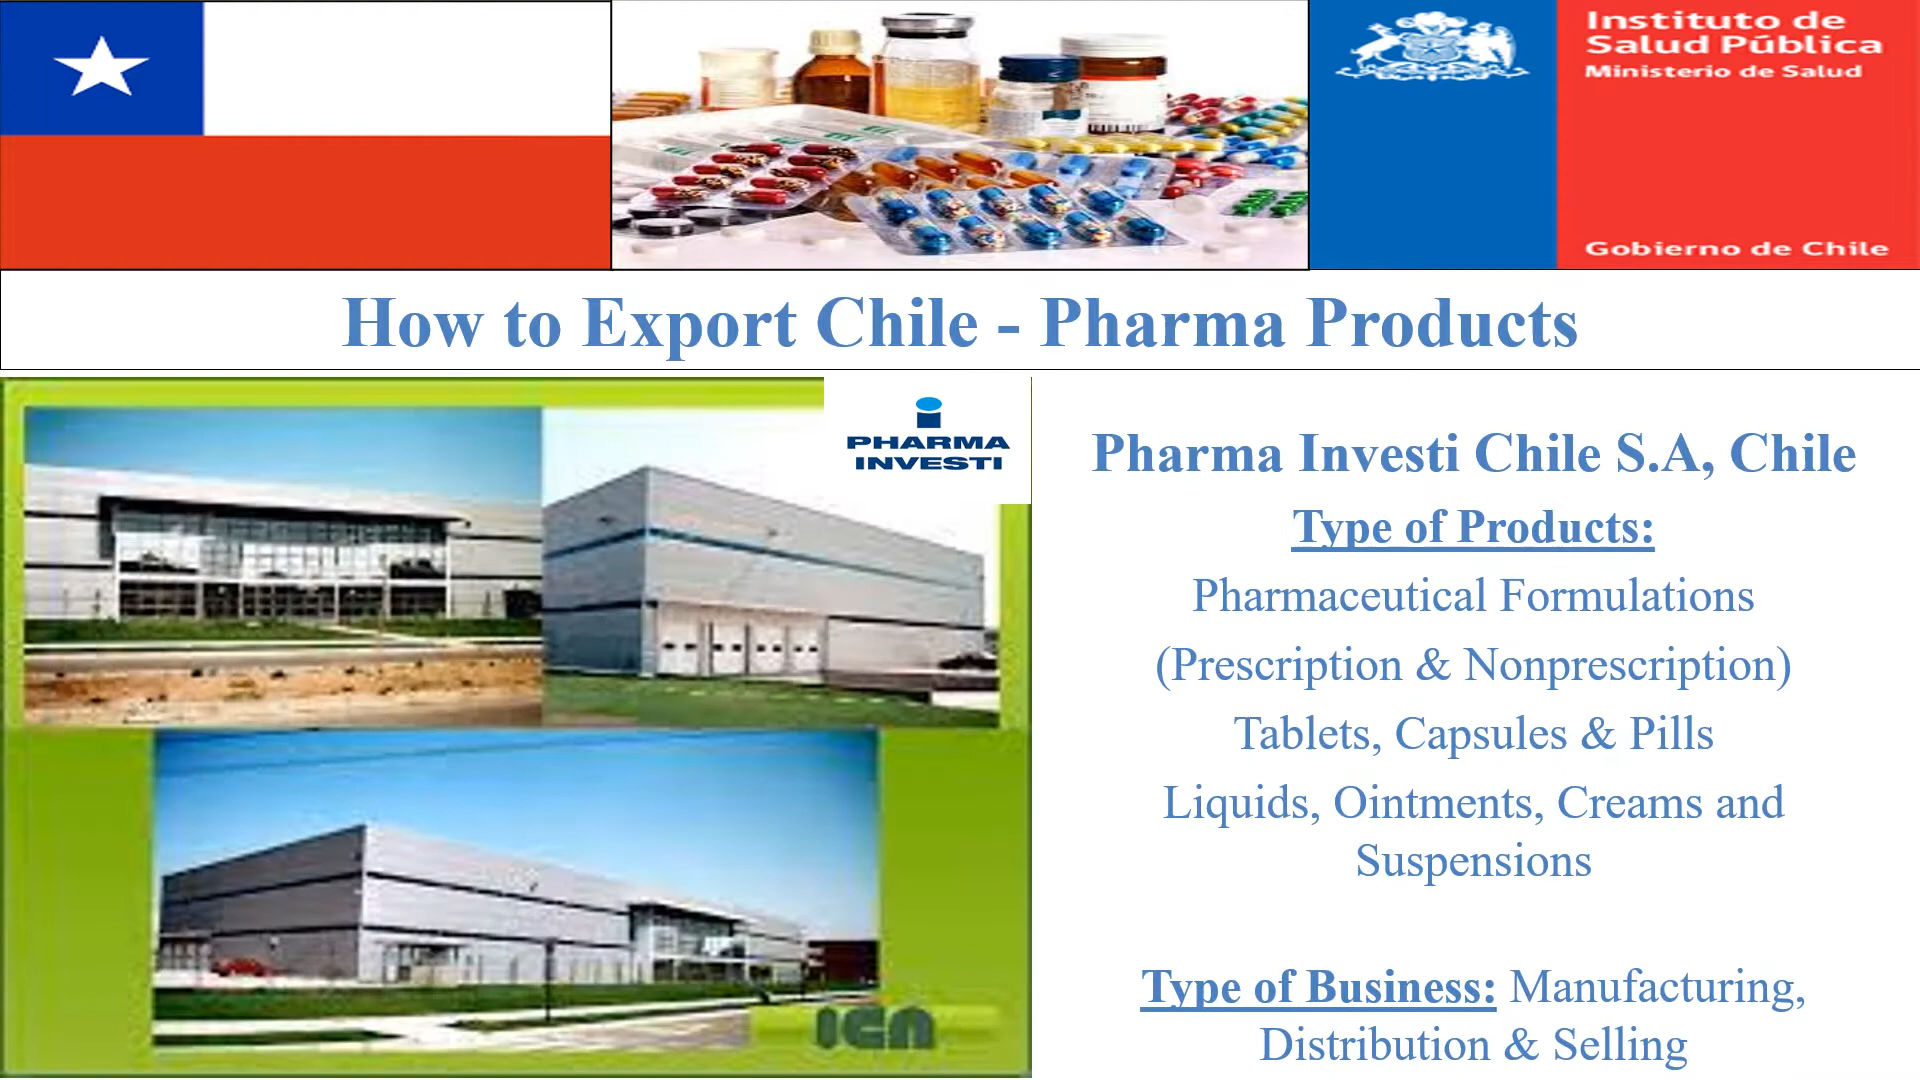 Instituto de
Salud Pública
Ministerio de Salud
Gobierno de Chile
How to Export Chile - Pharma Products
PHARMA
INVESTI
Pharma Investi Chile S.A, Chile
Type of Products:
Pharmaceutical Formulations
(Prescription & Nonprescription)
Tablets, Capsules & Pills
Liquids, Ointments, Creams and
Suspensions
Type of Business: Manufacturing,
Distribution & Selling